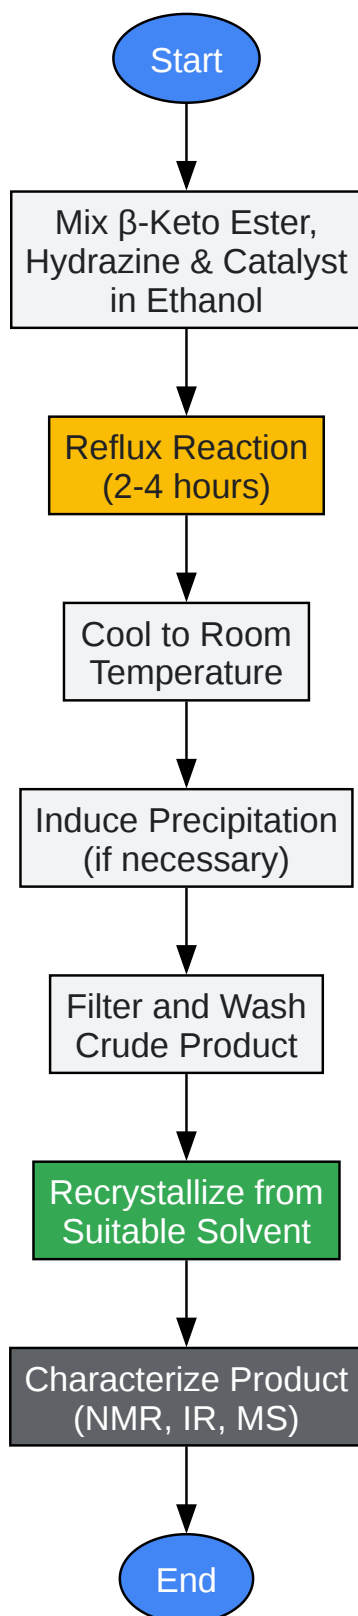 Start
Mix β-Keto Ester,
Hydrazine & Catalyst
in Ethanol
Reflux Reaction
(2-4 hours)
Cool to Room
Temperature
Induce Precipitation
(if necessary)
Filter and Wash
Crude Product
Recrystallize from
Suitable Solvent
Characterize Product
(NMR, IR, MS)
End